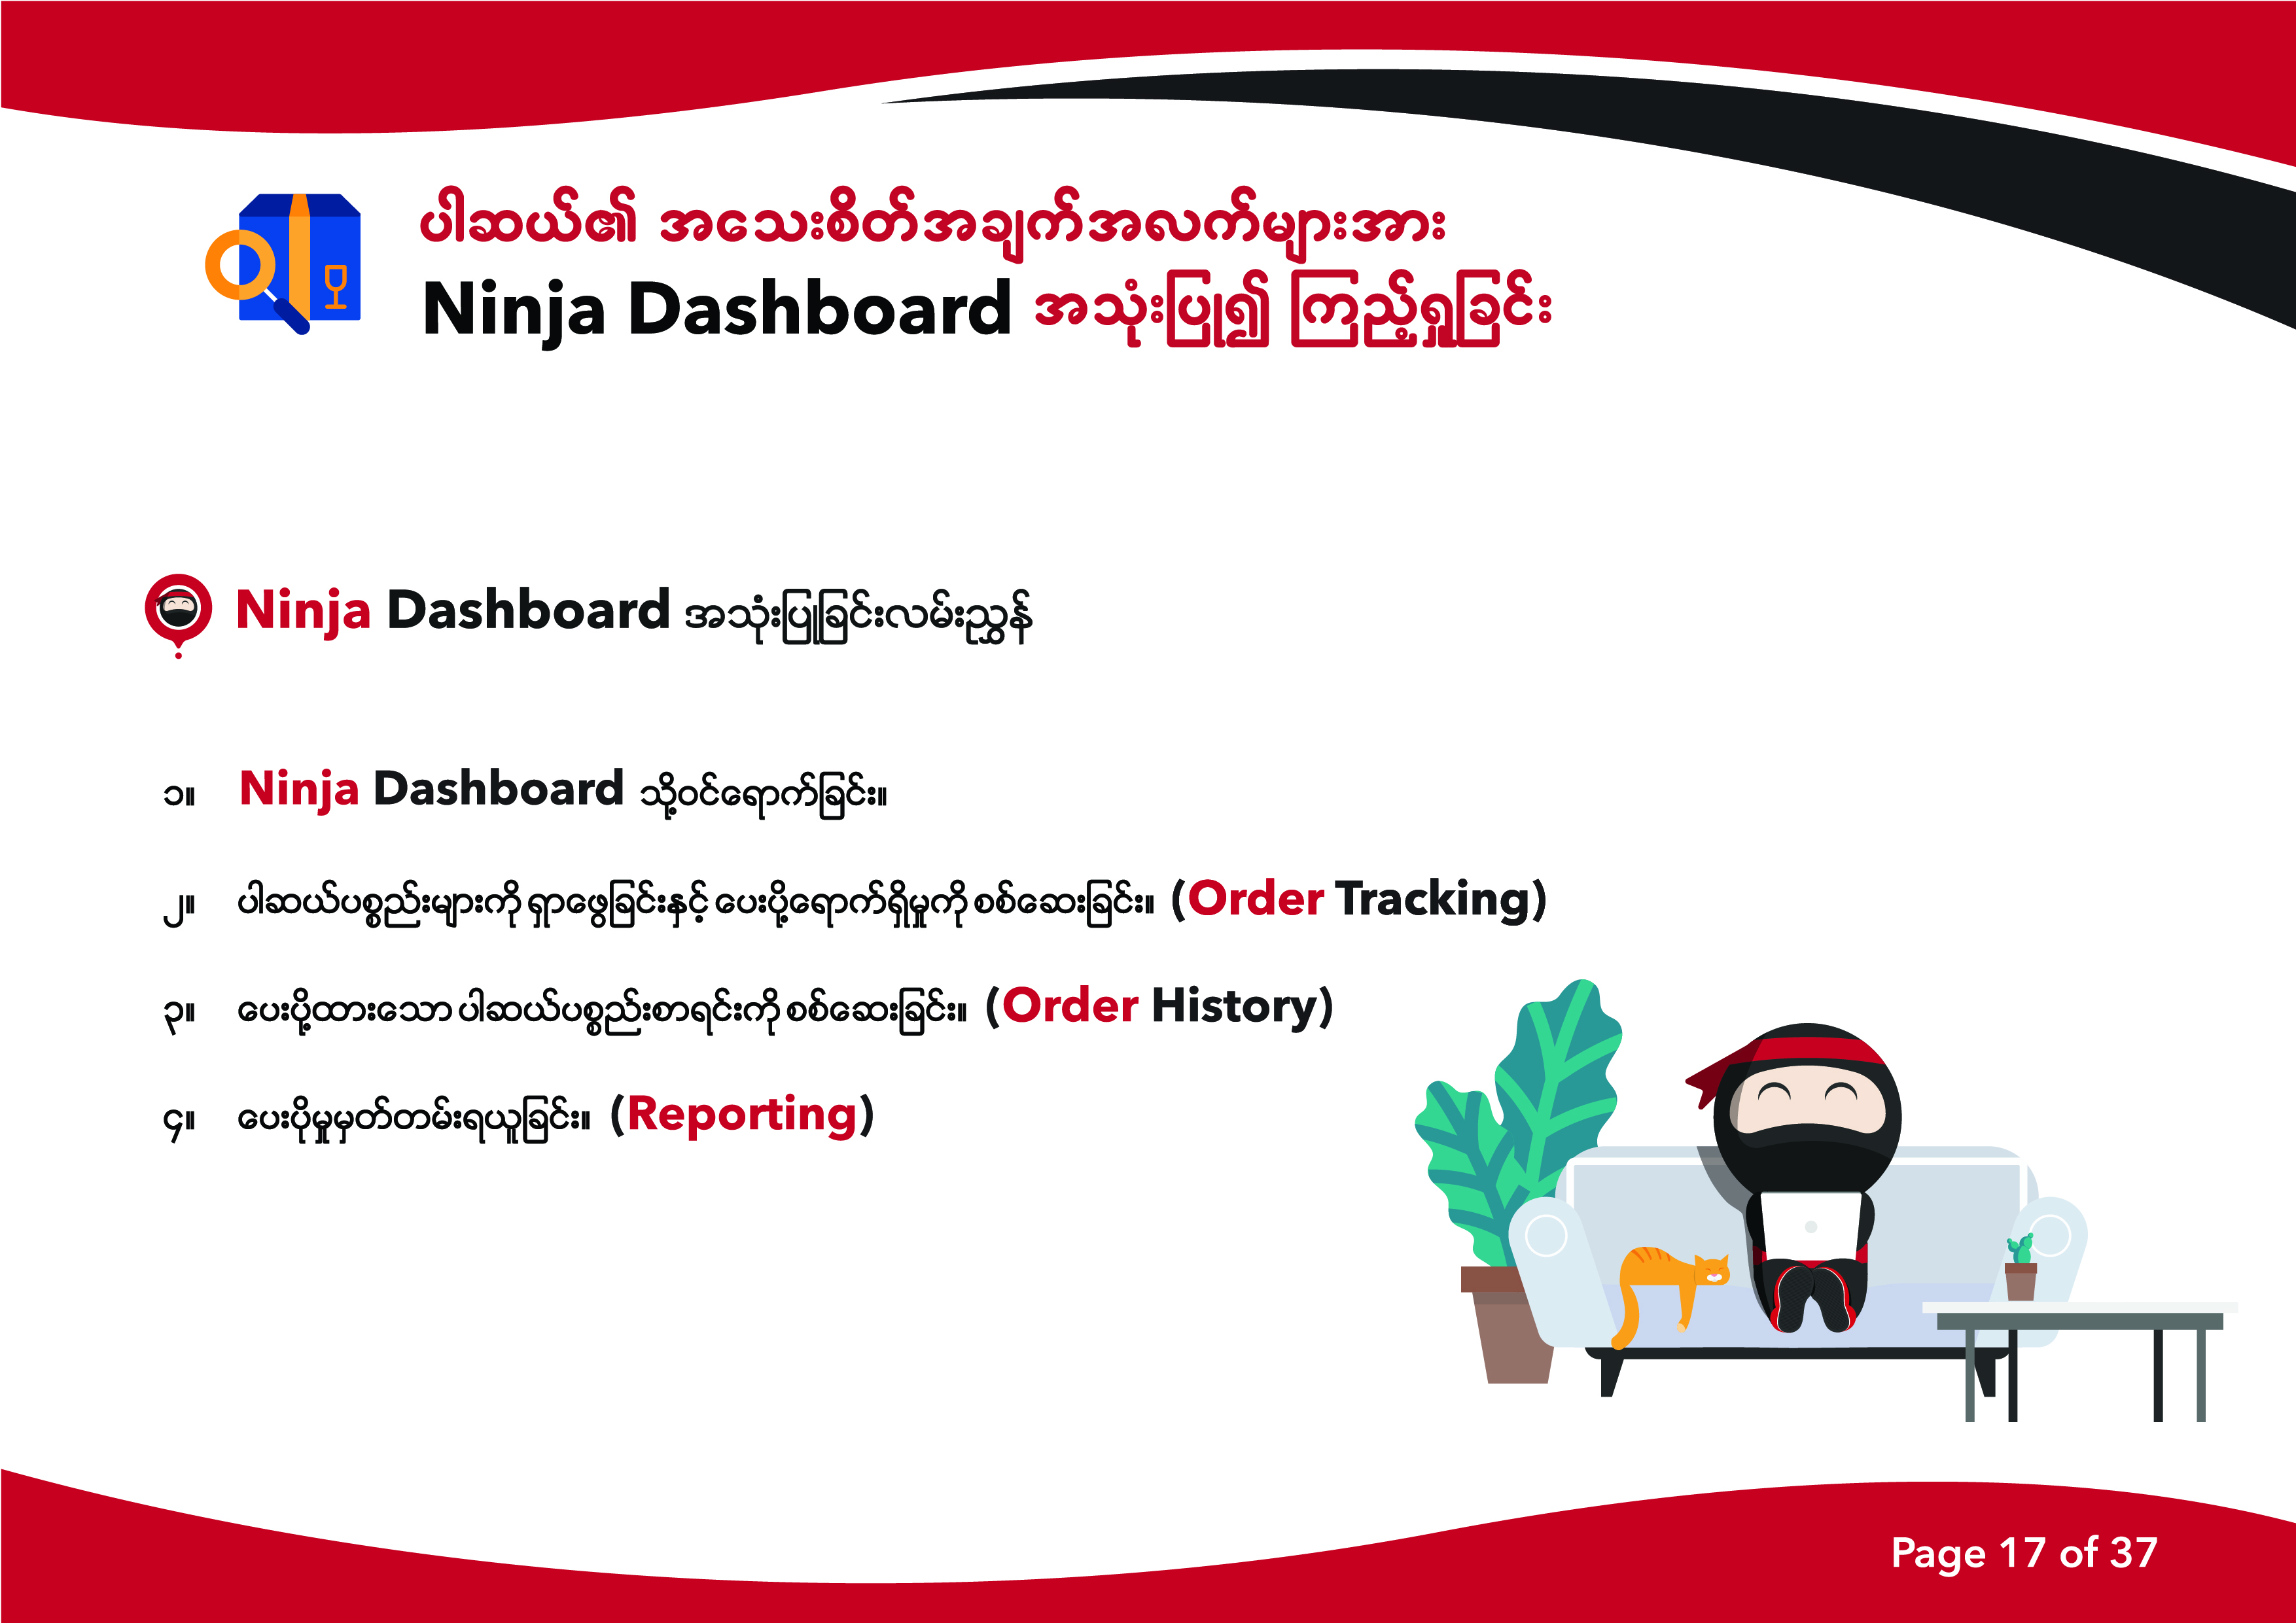 ပါဆယ်၏ အသေးစိတ်အချက်အလက်များအား
Ninja Dashboard အသုံးပြု၍ ကြည့်ရှုခြင်း
Ninja Dashboard အသုံးပြုခြင်းလမ်းညွှန်
၁။ Ninja Dashboard သို့ဝင်ရောက်ခြင်း။
၂။ ပါဆယ်ပစ္စည်းများကို ရှာဖွေခြင်းနှင့် ပေးပို့ရောက်ရှိမှုကို စစ်ဆေးခြင်း။ (Order Tracking)
၃။ ပေးပို့ထားသော ပါဆယ်ပစ္စည်းစာရင်းကို စစ်ဆေးခြင်း။ (Order History)
၄။ ပေးပိုမှုမှတ်တမ်းရယူခြင်း။ (Reporting)
Page 17 of 37